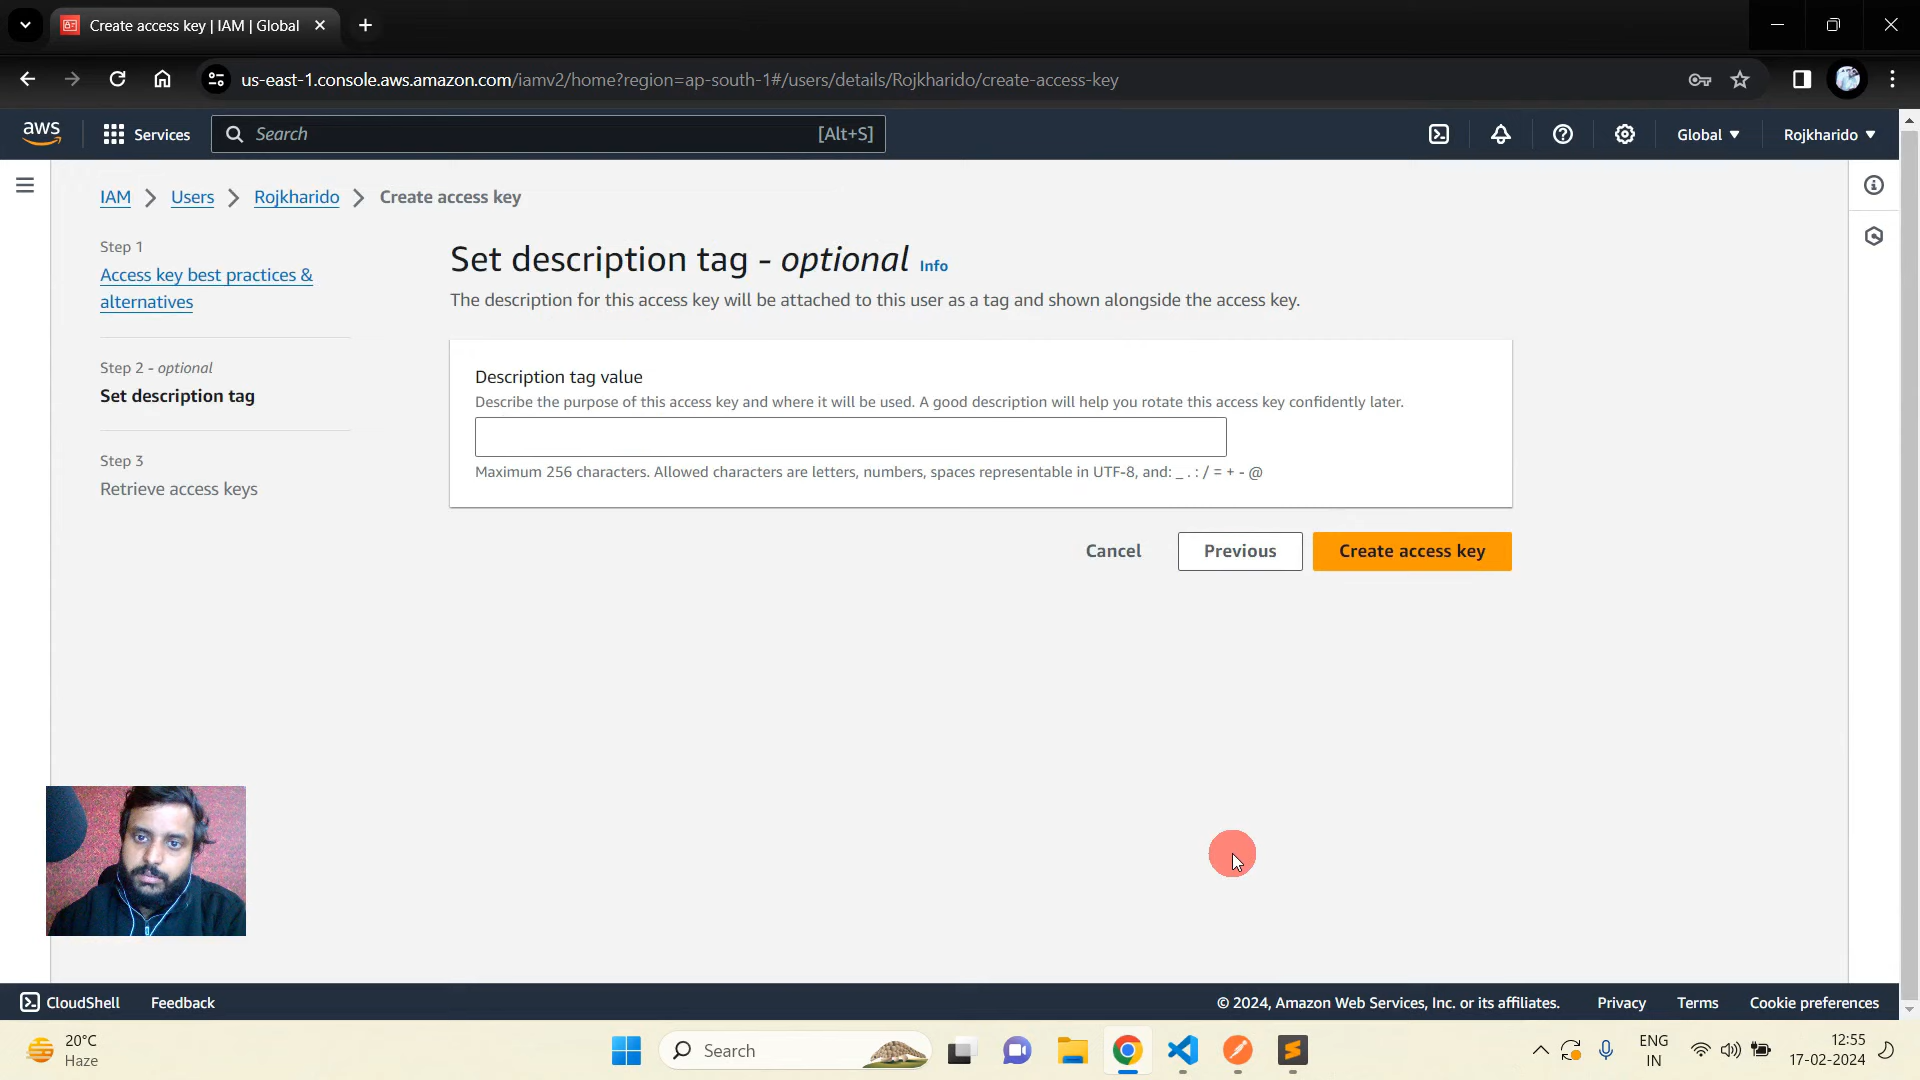 Create access key | IAM | Global
us-east-1.console.aws.amazon.com/iamv2/home?region=ap-south-1#/users/details/Rojkharido/create-access-key
aws
Services
Search
[Alt+S]
Global
Rojkharido
IAM
Users
Rojkharido
Create access key
Step 1
Access key best practices &
alternatives
Step 2 - optional
Set description tag
Step 3
Retrieve access keys
Set description tag - optional Info
The description for this access key will be attached to this user as a tag and shown alongside the access key.
Description tag value
Describe the purpose of this access key and where it will be used. A good description will help you rotate this access key confidently later.
Maximum 256 characters. Allowed characters are letters, numbers, spaces representable in UTF-8, and: _ . : / = + - @
Cancel
Previous
Create access key
CloudShell
Feedback
© 2024, Amazon Web Services, Inc. or its affiliates.
Privacy
Terms
Cookie preferences
20°C
Haze
Search
ENG
IN
12:55
17-02-2024